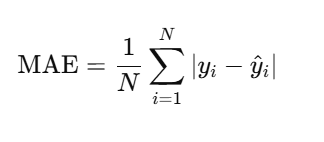 MAE = \frac{1}{N} \sum_{i=1}^{N} |y_i - \hat{y}_i|